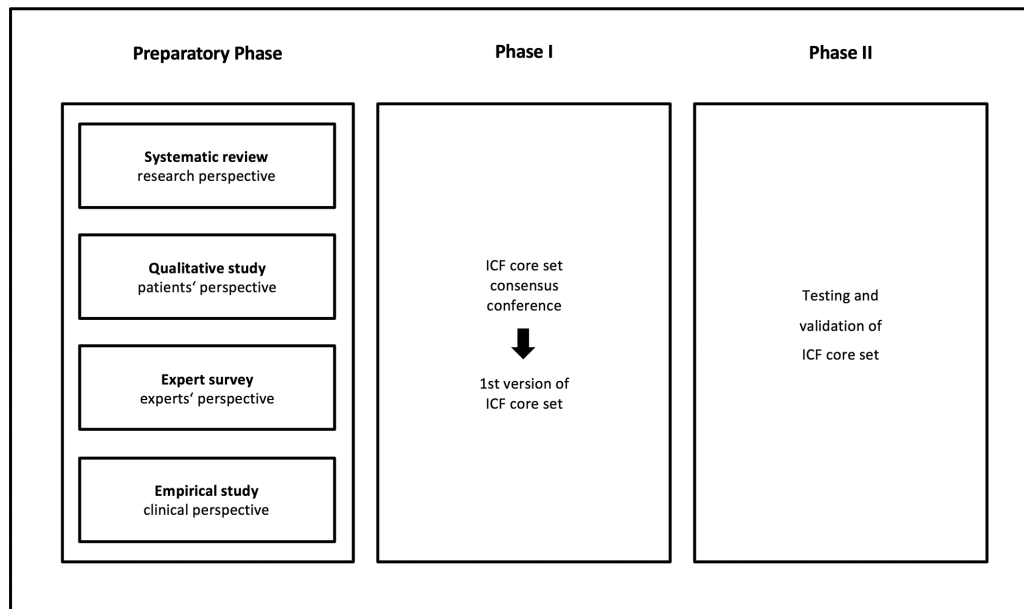 Preparatory Phase
Systematic review
research perspective
Qualitative study
patients‘ perspective
Expert survey
experts‘ perspective
Empirical study
clinical perspective
Phase I
ICF core set
consensus
conference
1st version of
ICF core set
Phase II
Testing and
validation of
ICF core set